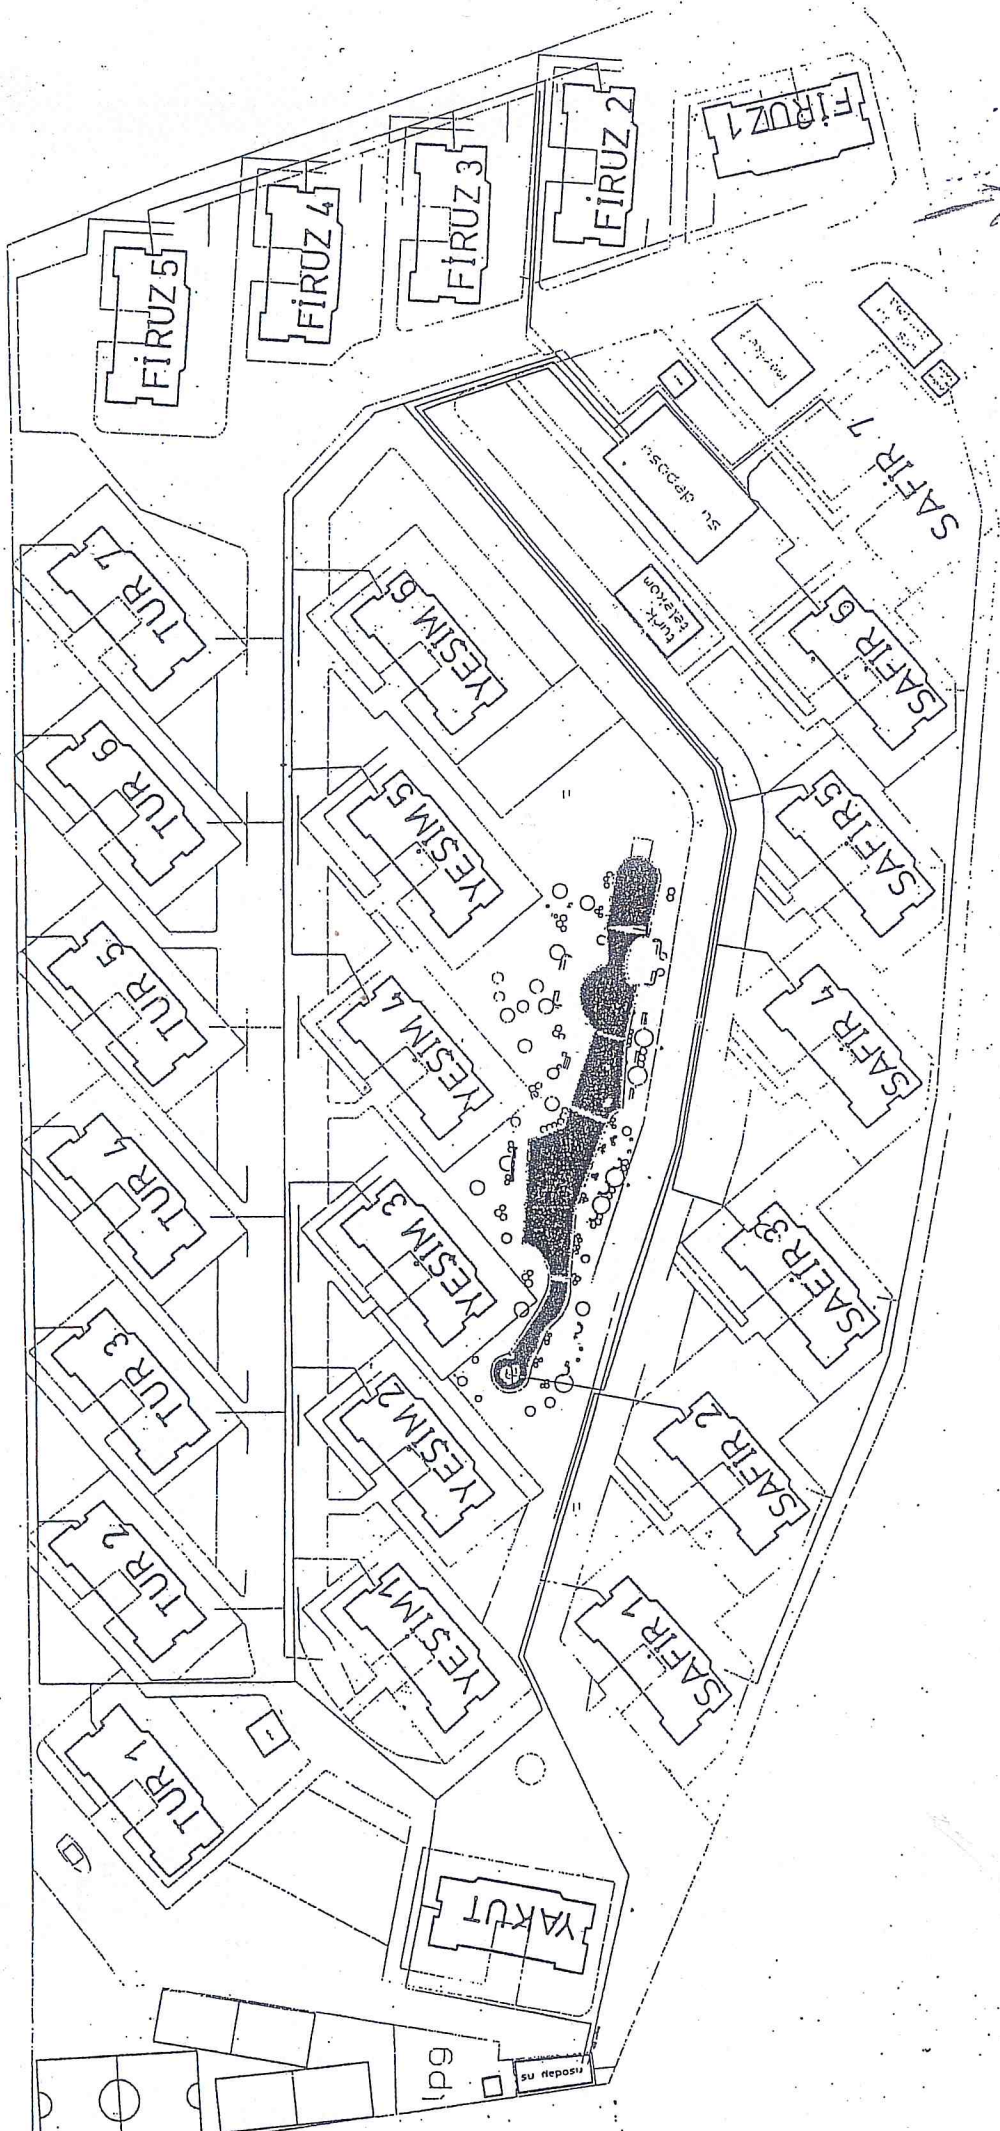 FİRUZ 1
FİRUZ 2
FİRUZ 3
FİRUZ 4
FİRUZ 5
SAFİR 7
su deposu
türk
telekom
TUR 7
YEŞİM 6
SAFİR 6
TUR 6
YEŞİM 5
SAFİR 5
TUR 5
YEŞİM 4
SAFİR 4
TUR 4
YEŞİM 3
SAFİR 3
TUR 3
YEŞİM 2
SAFİR 2
TUR 2
YEŞİM 1
SAFİR 1
TUR 1
YAKUT
lpg
su deposu